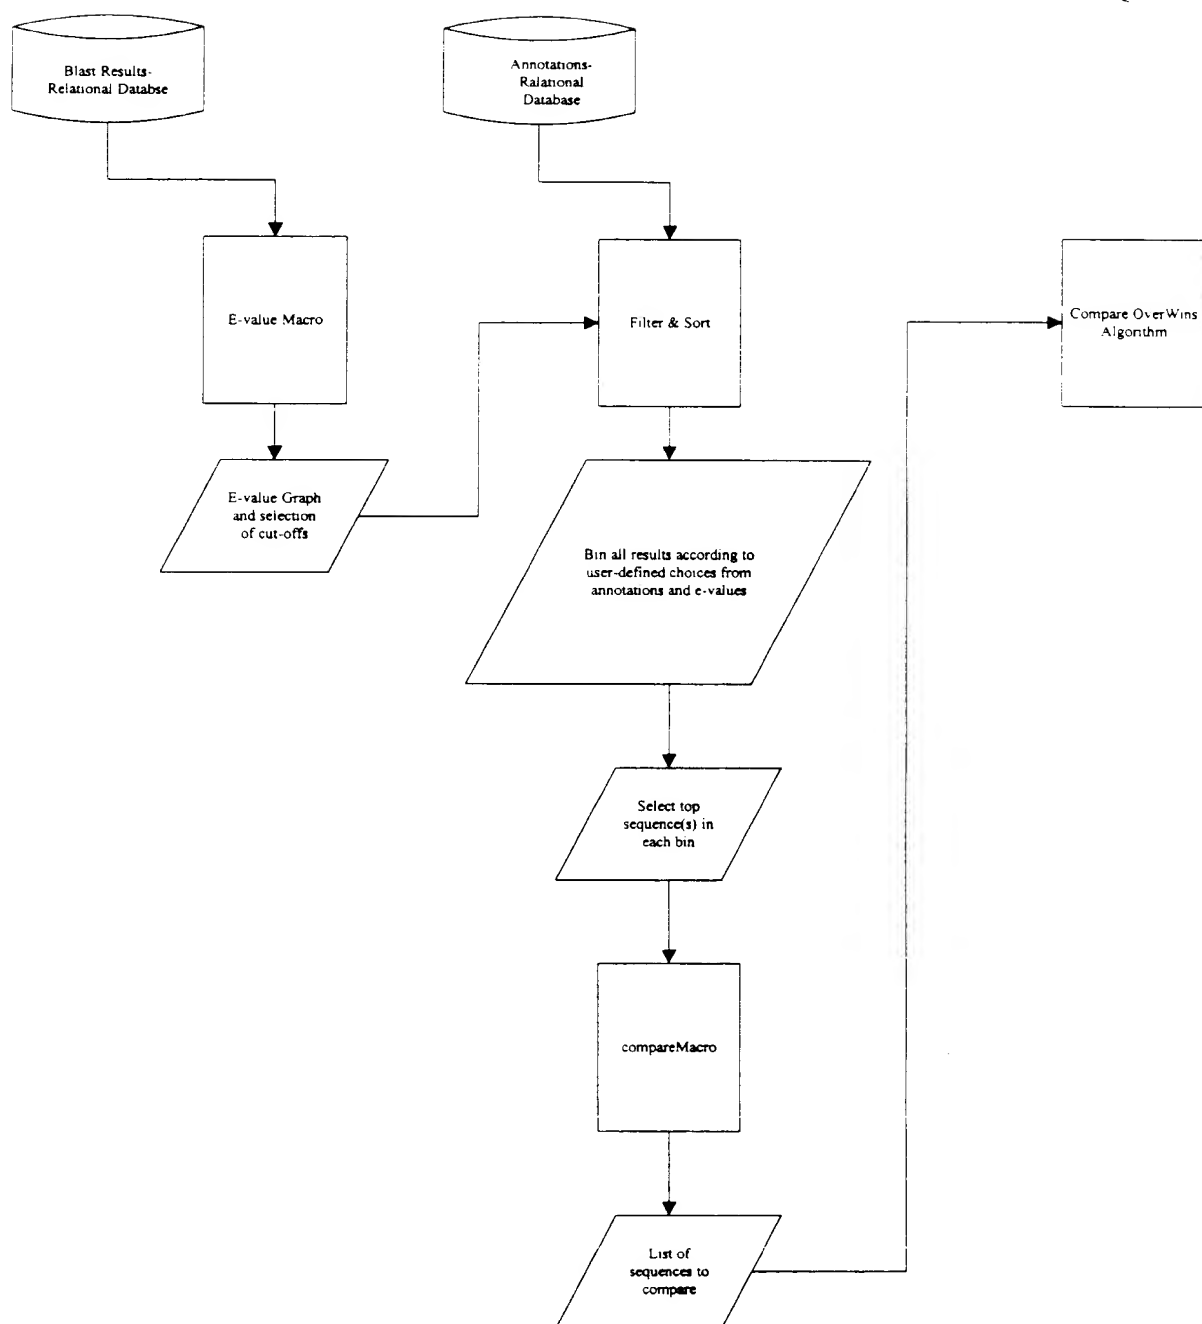 Blast Results-
Relational Databse
Annotations-
Ralational
Database
E-value Macro
Filter & Sort
Compare OverWins
Algorithm
E-value Graph
and selection
of cut-offs
Bin all results according to
user-defined choices from
annotations and e-values
Select top
sequence(s) in
each bin
compareMacro
List of
sequences to
compare